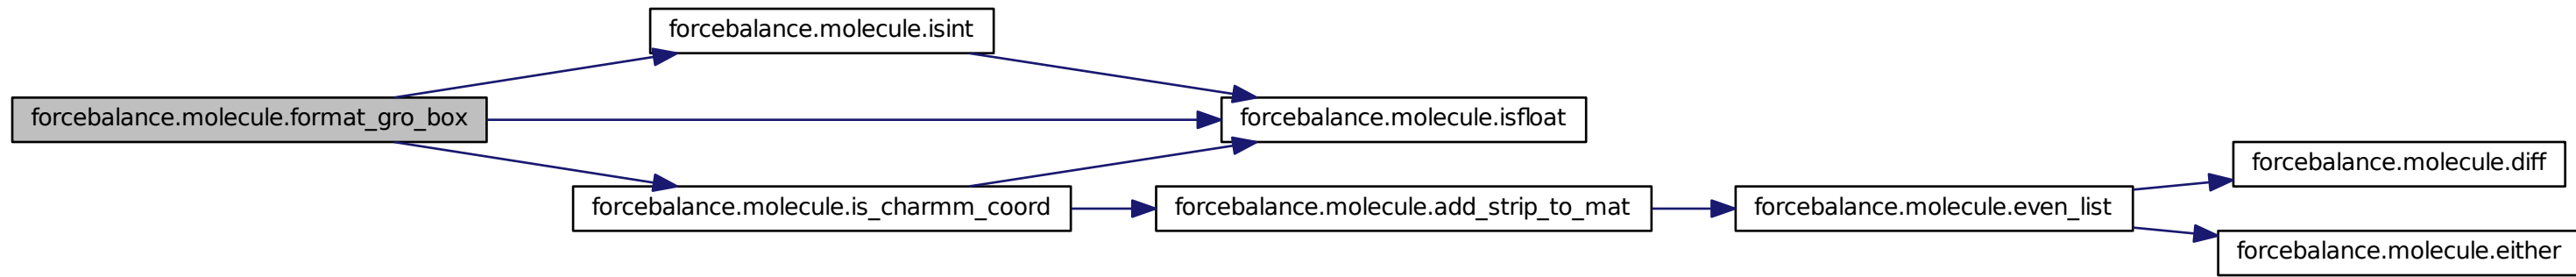 forcebalance.molecule.isint
forcebalance.molecule.format_gro_box
forcebalance.molecule.isfloat
forcebalance.molecule.diff
forcebalance.molecule.is_charmm_coord
forcebalance.molecule.add_strip_to_mat
forcebalance.molecule.even_list
forcebalance.molecule.either